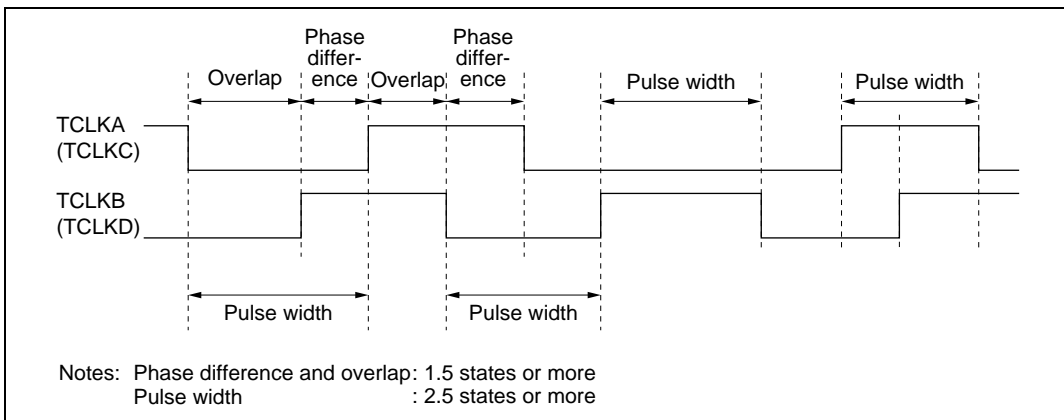 Phase
differ-
ence
Phase
differ-
ence
Overlap
Overlap
Pulse width
Pulse width
TCLKA
(TCLKC)
TCLKB
(TCLKD)
Pulse width
Pulse width
Notes: Phase difference and overlap : 1.5 states or more
Pulse width : 2.5 states or more